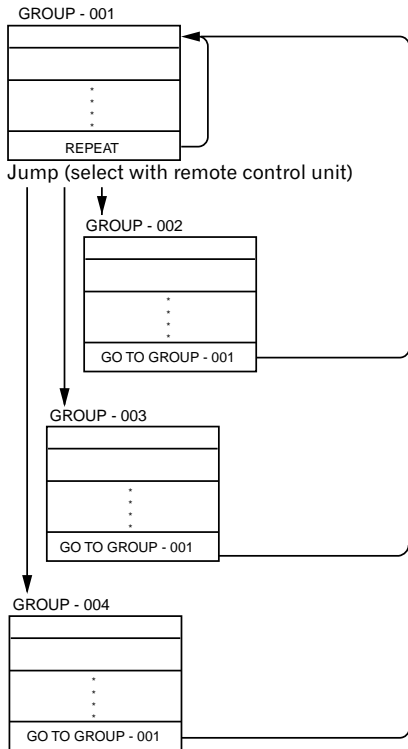 GROUP - 001
*
*
*
*
REPEAT
Jump (select with remote control unit)
GROUP - 002
*
*
*
*
GO TO GROUP - 001
GROUP - 003
*
*
*
*
GO TO GROUP - 001
GROUP - 004
*
*
*
*
GO TO GROUP - 001